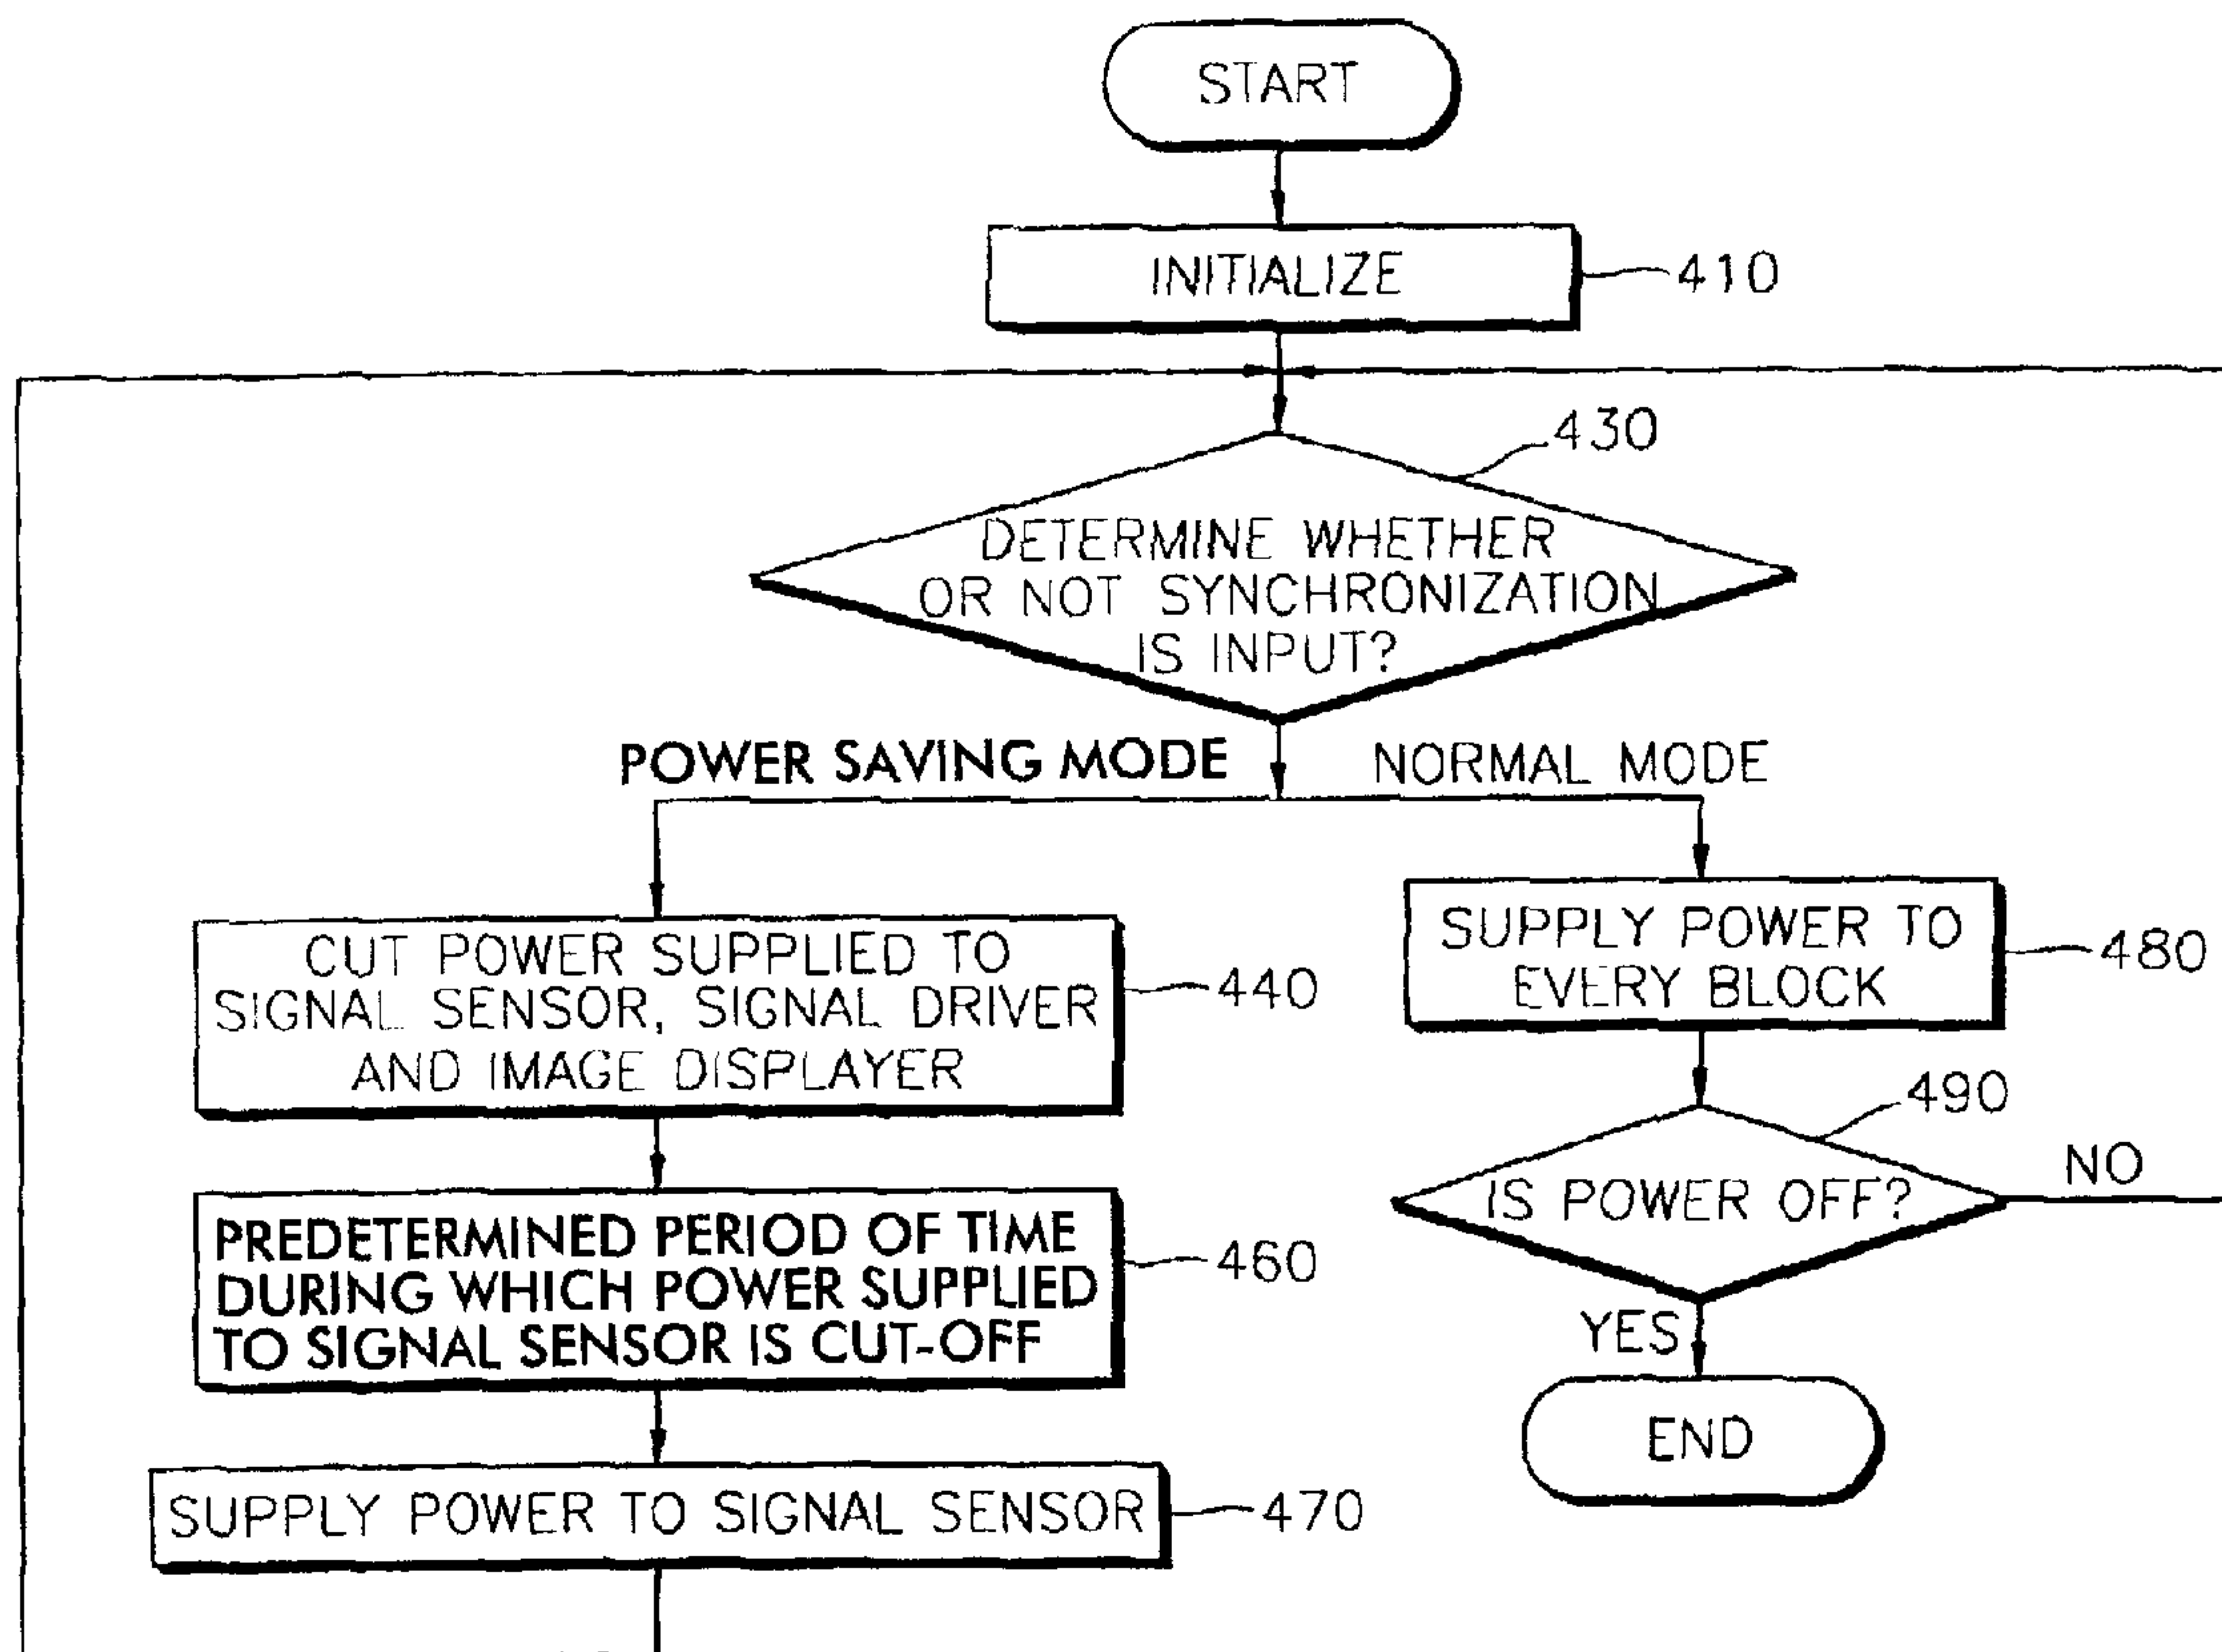 START
INITIALIZE
410
430
DETERMINE WHETHER
OR NOT SYNCHRONIZATION
IS INPUT?
POWER SAVING MODE
NORMAL MODE
CUT POWER SUPPLIED TO
SIGNAL SENSOR, SIGNAL DRIVER
AND IMAGE DISPLAYER
440
SUPPLY POWER TO
EVERY BLOCK
480
490
IS POWER OFF?
NO
YES
END
PREDETERMINED PERIOD OF TIME
DURING WHICH POWER SUPPLIED
TO SIGNAL SENSOR IS CUT-OFF
460
SUPPLY POWER TO SIGNAL SENSOR
470